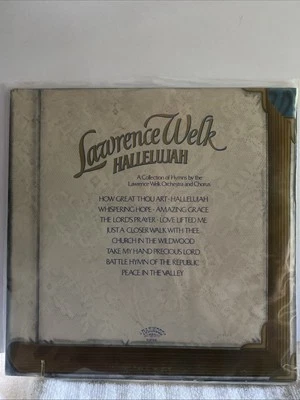 Lawrence Welk
HALLELUJAH
A Collection of Hymns by the
Lawrence Welk Orchestra and Chorus
HOW GREAT THOU ART • HALLELUJAH
WHISPERING HOPE • AMAZING GRACE
THE LORD'S PRAYER • LOVE LIFTED ME
JUST A CLOSER WALK WITH THEE
CHURCH IN THE WILDWOOD
TAKE MY HAND PRECIOUS LORD
BATTLE HYMN OF THE REPUBLIC
PEACE IN THE VALLEY